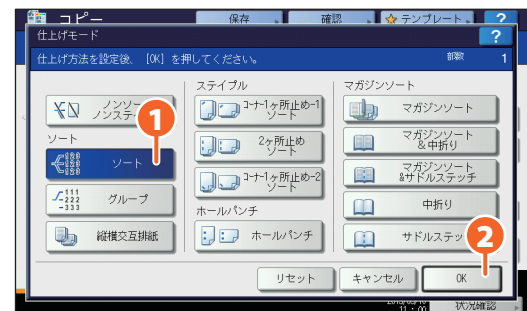 コピー
保存
確認
テンプレート
?
仕上げモード
?
仕上げ方法を設定後、[OK] を押してください。
部数 1
ノンソー
ノンステ
1
ソート
123
123
123
ソート
111
222
333
グループ
縦横交互排紙
ステイプル
コーナー1ヶ所止め-1
ソート
2ヶ所止め
ソート
コーナー1ヶ所止め-2
ソート
ホールパンチ
ホールパンチ
マガジンソート
マガジンソート
マガジンソート
&中折り
マガジンソート
&サドルステッチ
中折り
サドルステッ
2
リセット
キャンセル
OK
11 : 00
状況確認